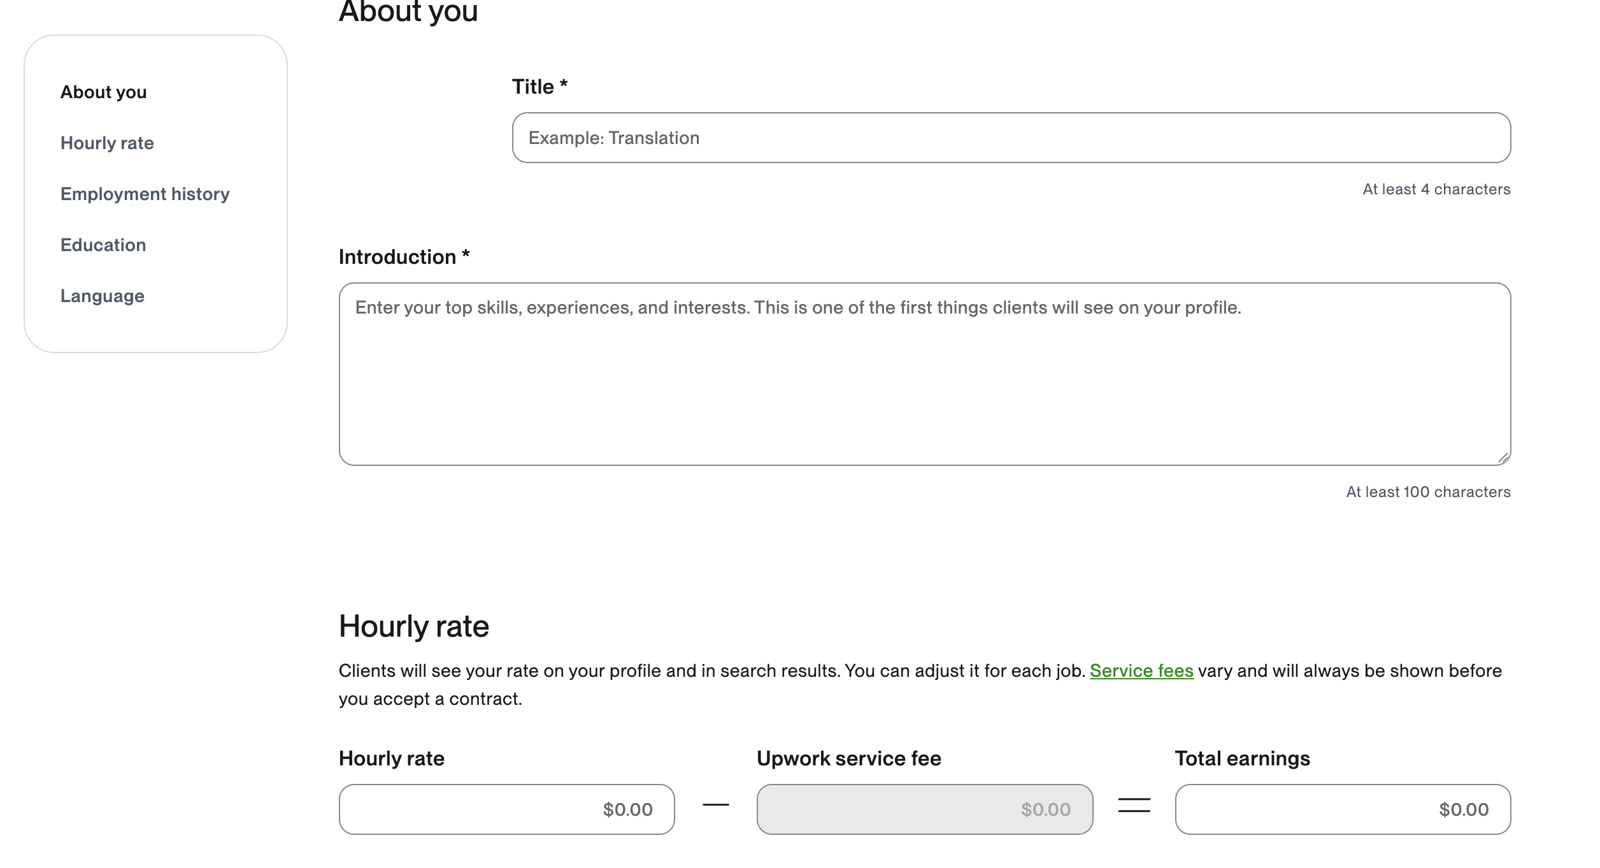 About you
About you
Hourly rate
Employment history
Education
Language
Title *
Example: Translation
At least 4 characters
Introduction *
Enter your top skills, experiences, and interests. This is one of the first things clients will see on your profile.
At least 100 characters
Hourly rate
Clients will see your rate on your profile and in search results. You can adjust it for each job. Service fees vary and will always be shown before
you accept a contract.
Hourly rate
Upwork service fee
Total earnings
$0.00
$0.00
$0.00